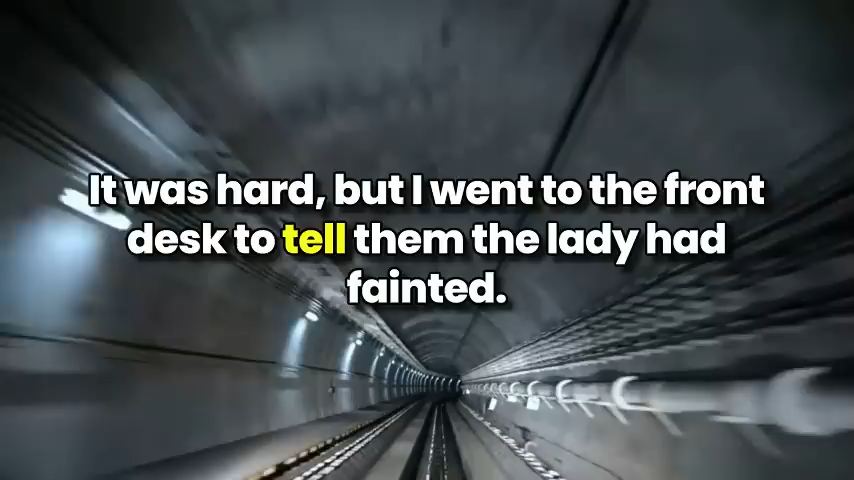 It was hard, but I went to the front
desk to tell them the lady had
fainted.